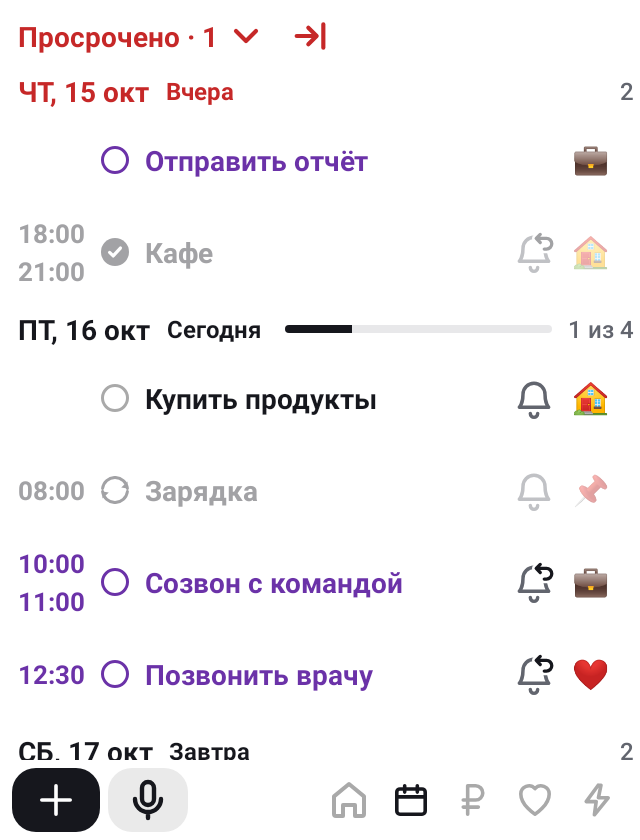 Просрочено · 1
ЧТ, 15 окт Вчера 2
Отправить отчёт
18:00
21:00
Кафе
ПТ, 16 окт Сегодня 1 из 4
Купить продукты
08:00 Зарядка
10:00
11:00
Созвон с командой
12:30 Позвонить врачу
СБ, 17 окт Завтра 2